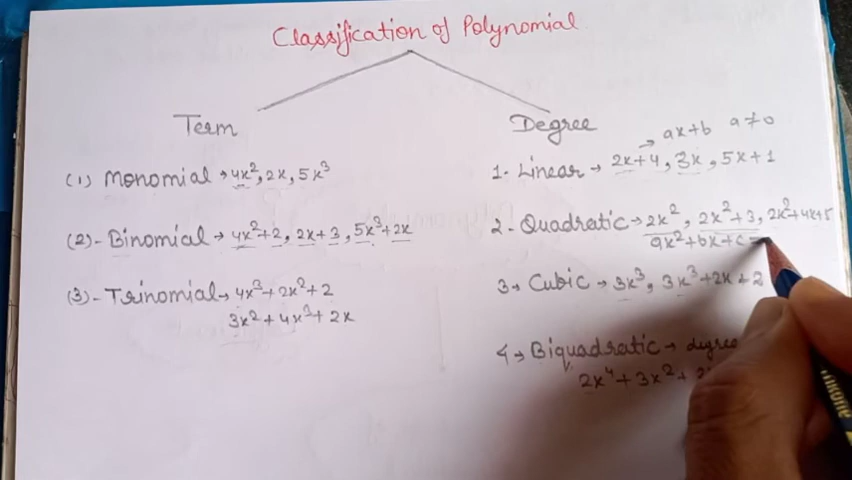 Classification of Polynomial
Term
(1) Monomial → 4x², 2x, 5x³
(2)- Binomial → 4x²+2, 2x+3, 5x³+2x
(3)- Trinomial → 4x³+2x²+2
3x²+4x³+2x
Degree
→ ax+b a≠0
1- Linear → 2x+4, 3x, 5x+1
2- Quadratic → 2x², 2x²+3, 2x²+4x+5
ax²+bx+c
3→ Cubic → 3x³, 3x³+2x+2
4→ Biquadratic → degree
2x⁴+3x²+